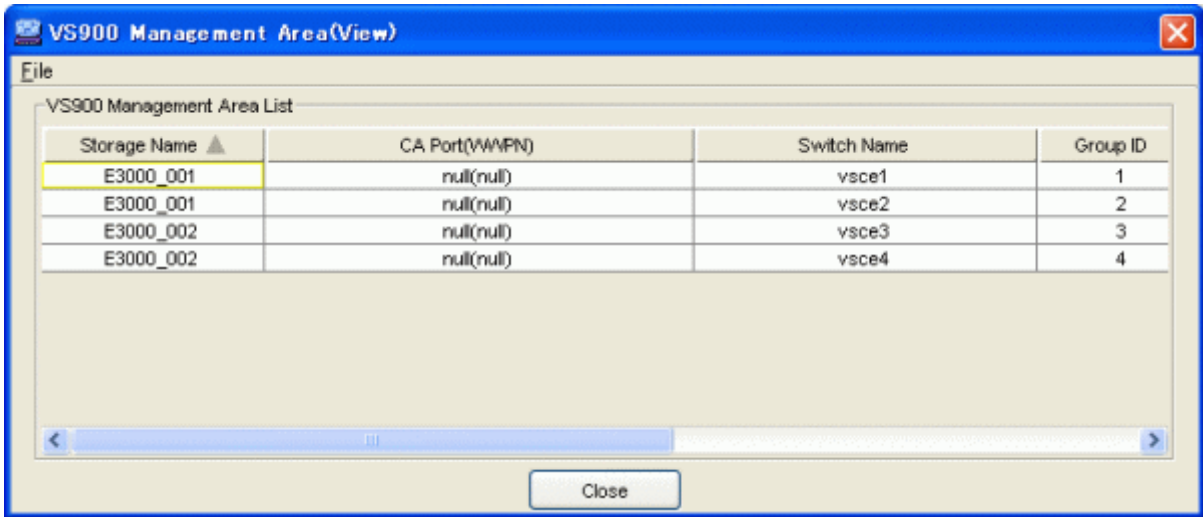 VS900 Management Area(View)
File
VS900 Management Area List
Storage Name CA Port(WWPN) Switch Name Group ID
E3000_001 null(null) vsce1 1
E3000_001 null(null) vsce2 2
E3000_002 null(null) vsce3 3
E3000_002 null(null) vsce4 4
Close